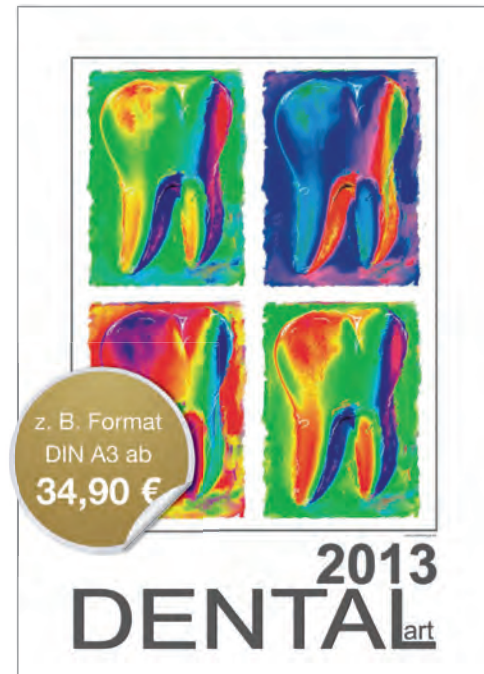 z. B. Format
DIN A3 ab
34,90 €
2013
DENTAL
art